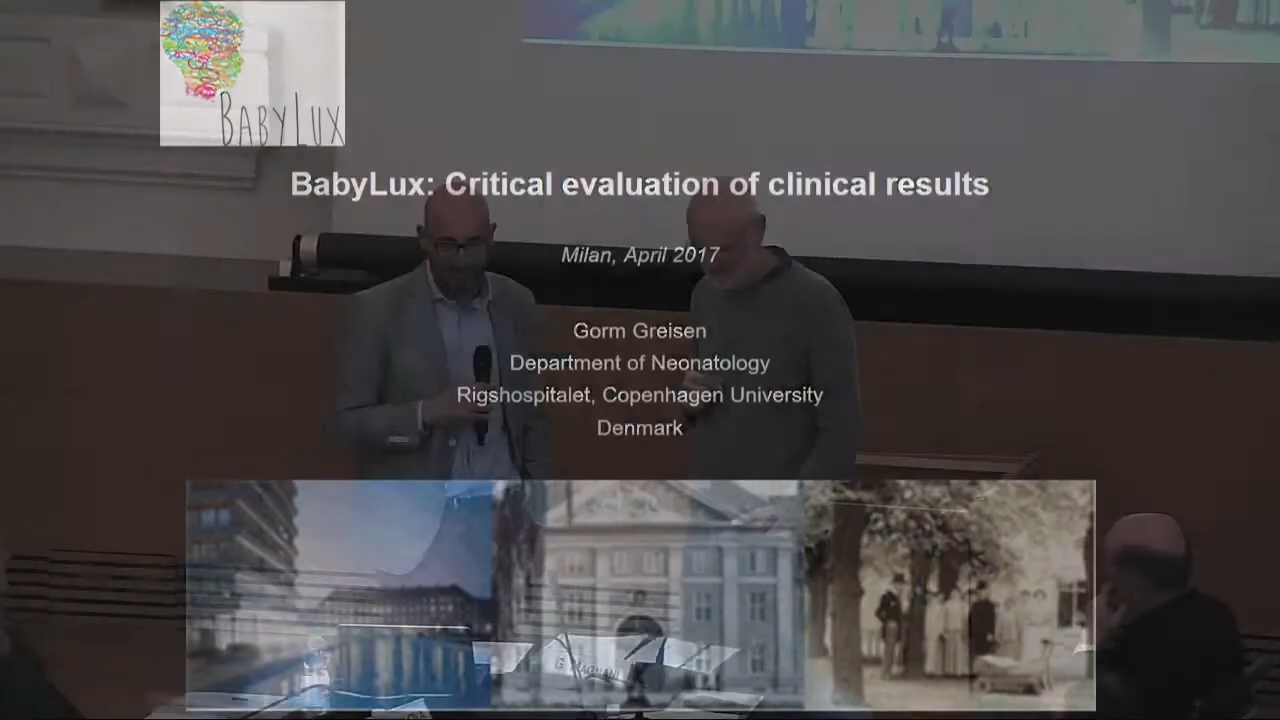 BABYLUX
BabyLux: Critical evaluation of clinical results
Milan, April 2017
Gorm Greisen
Department of Neonatology
Rigshospitalet, Copenhagen University
Denmark
G. MAGNANI